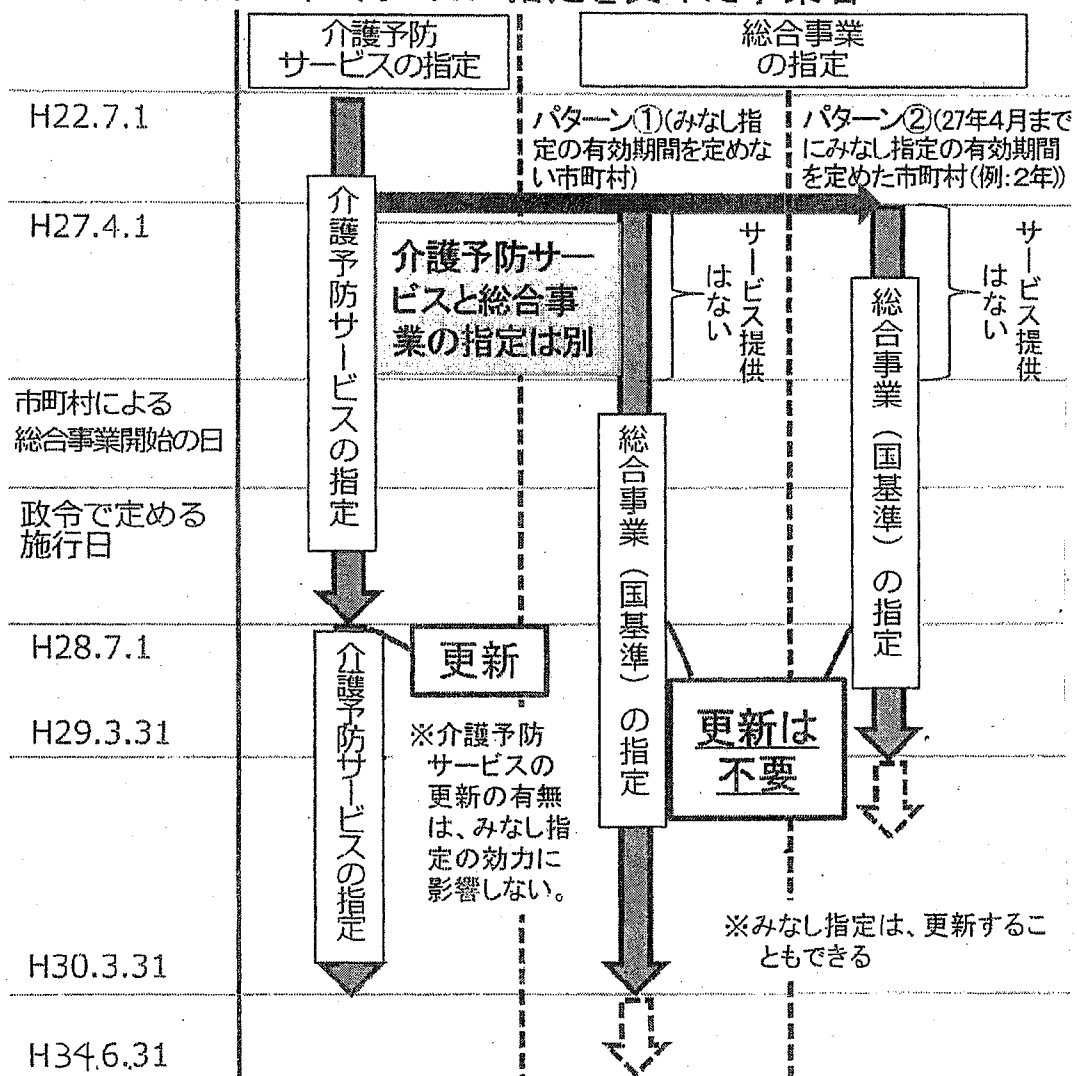 介護予防
サービスの指定
総合事業
の指定
H22.7.1
パターン①(みなし指
定の有効期間を定めな
い市町村)
パターン②(27年4月まで
にみなし指定の有効期間
を定めた市町村(例:2年))
H27.4.1
介護予防サービスの指定
介護予防サー
ビスと総合事
業の指定は別
サービス提供
はない
サービス提供
はない
市町村による
総合事業開始の日
総合事業（国基準）の指定
総合事業（国基準）の指定
政令で定める
施行日
H28.7.1
更新
介護予防サービスの指定
更新は
不要
H29.3.31
※介護予防
サービスの
更新の有無
は、みなし指
定の効力に
影響しない。
※みなし指定は、更新するこ
ともできる
H30.3.31
H34.6.31